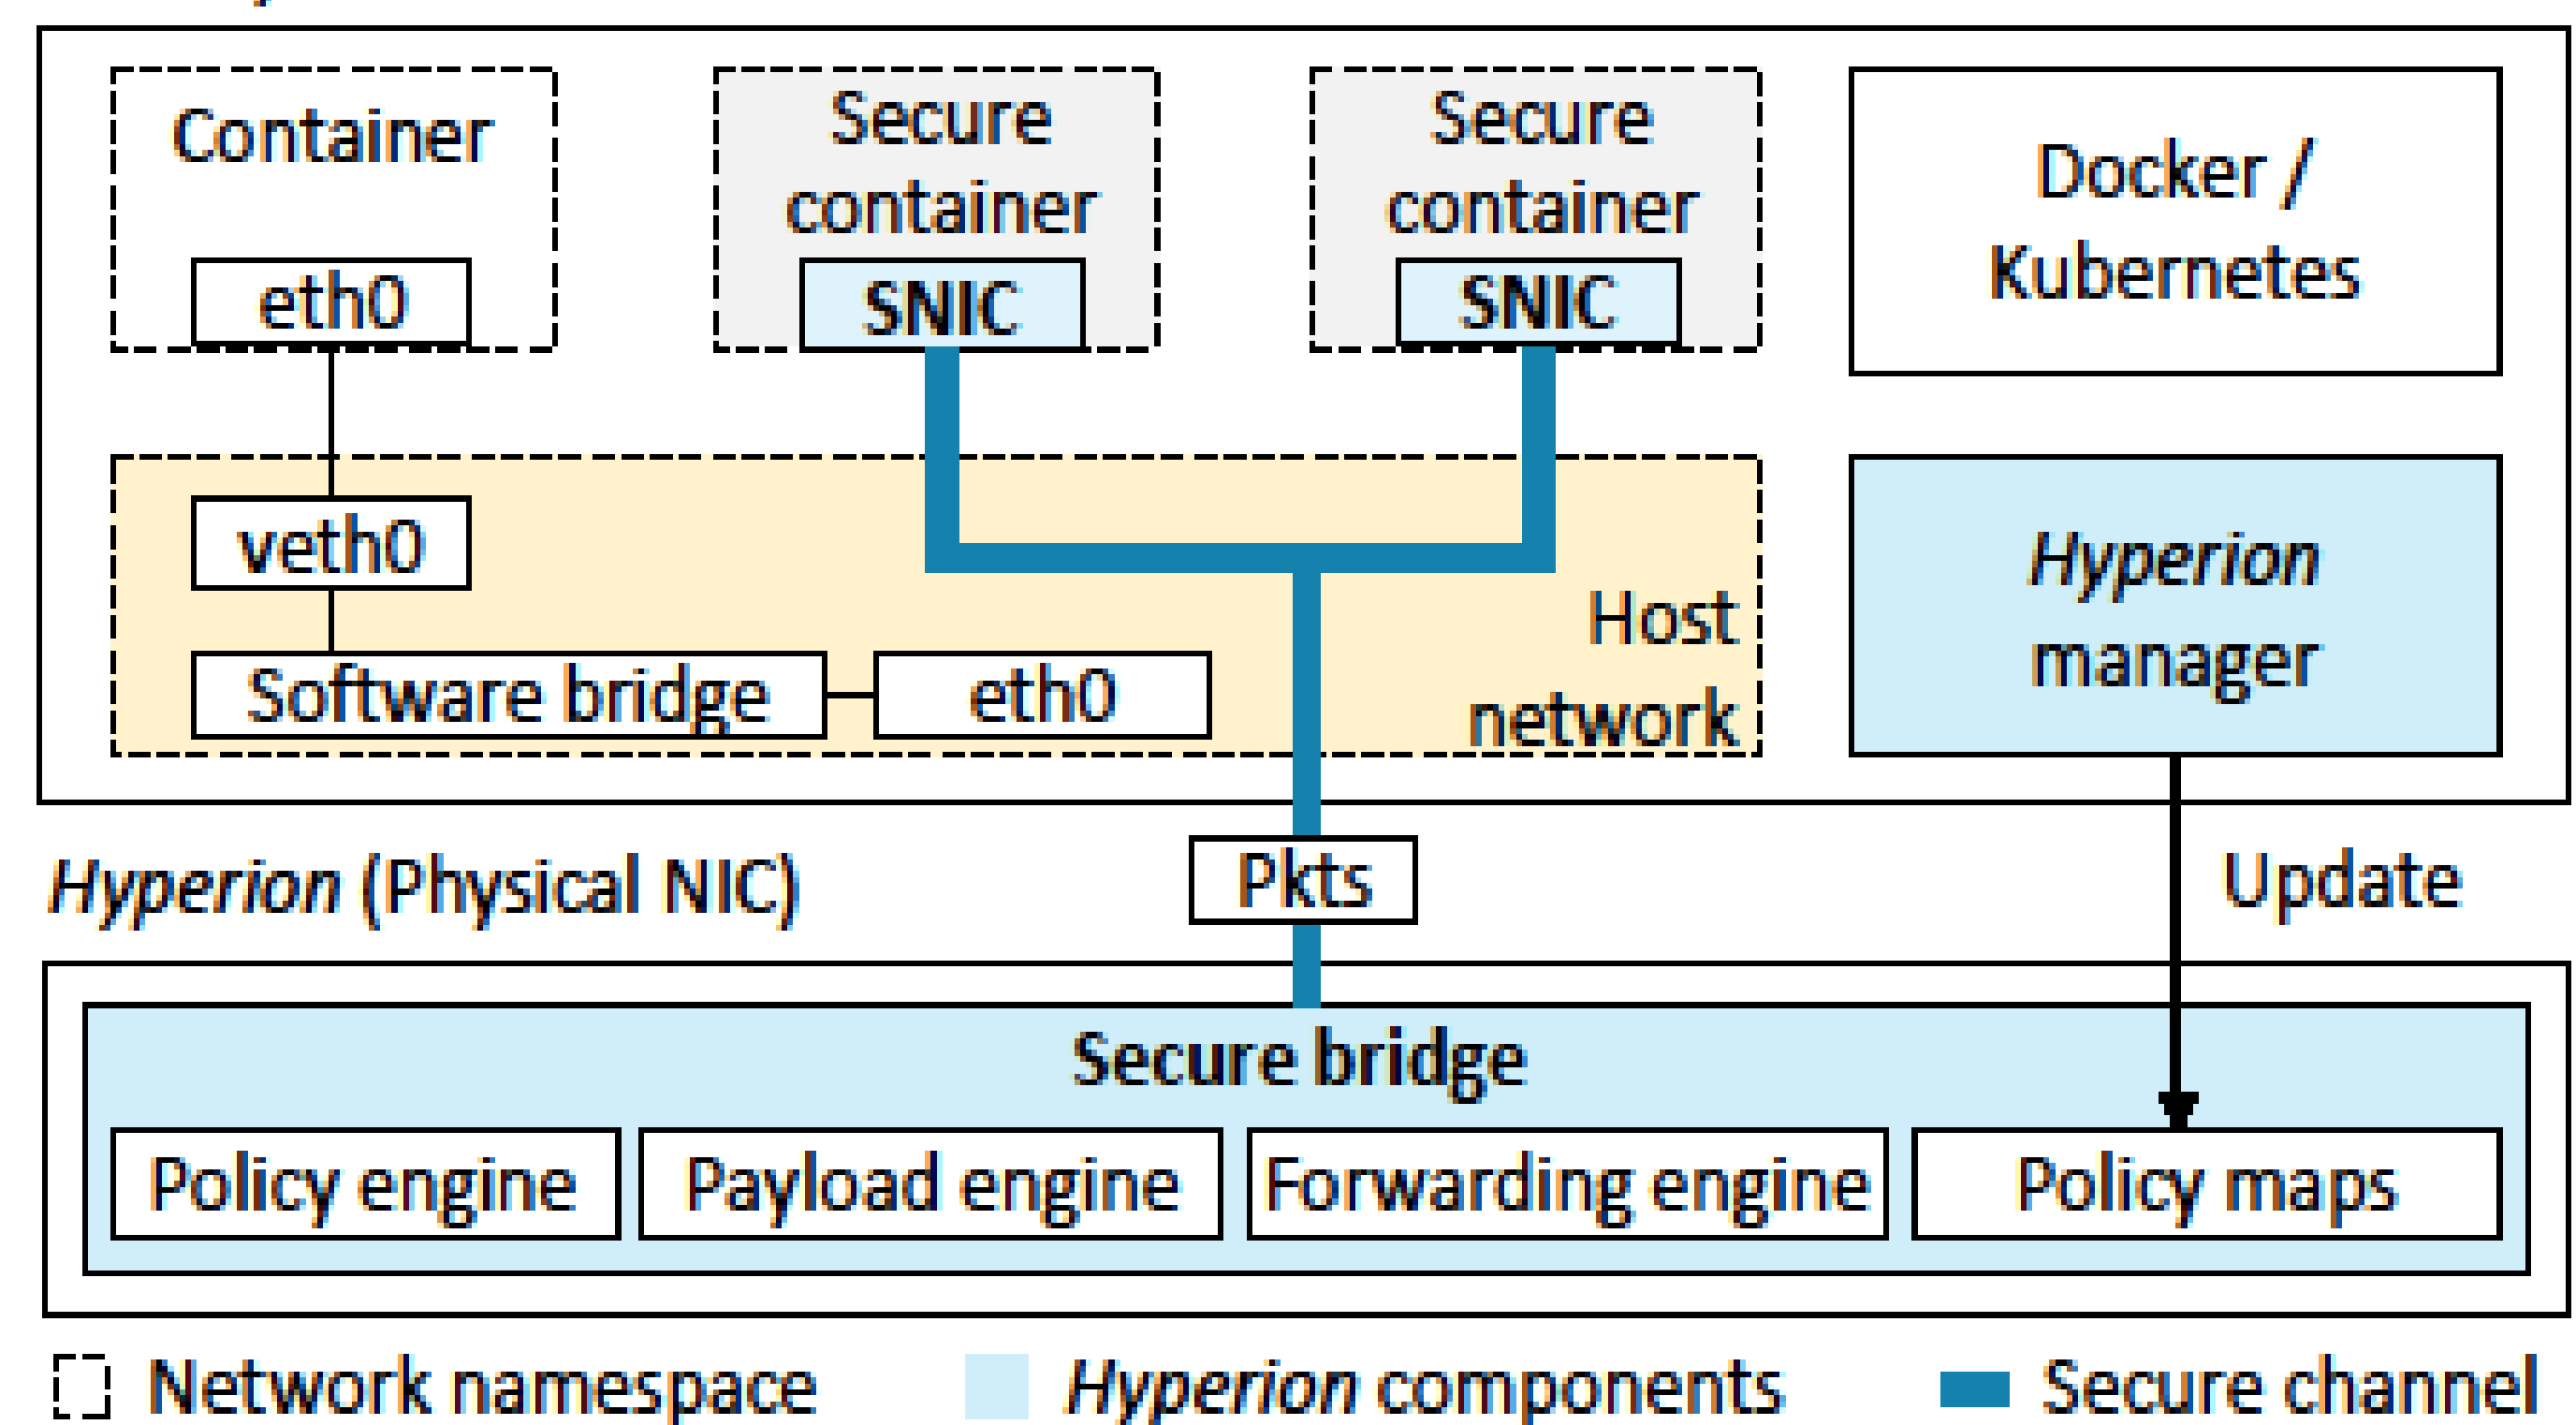 Container
eth0
Secure
container
SNIC
Secure
container
SNIC
Docker /
Kubernetes
veth0
Software bridge
eth0
Host
network
Hyperion
manager
Hyperion (Physical NIC)
Pkts
Update
Secure bridge
Policy engine
Payload engine
Forwarding engine
Policy maps
Network namespace
Hyperion components
Secure channel